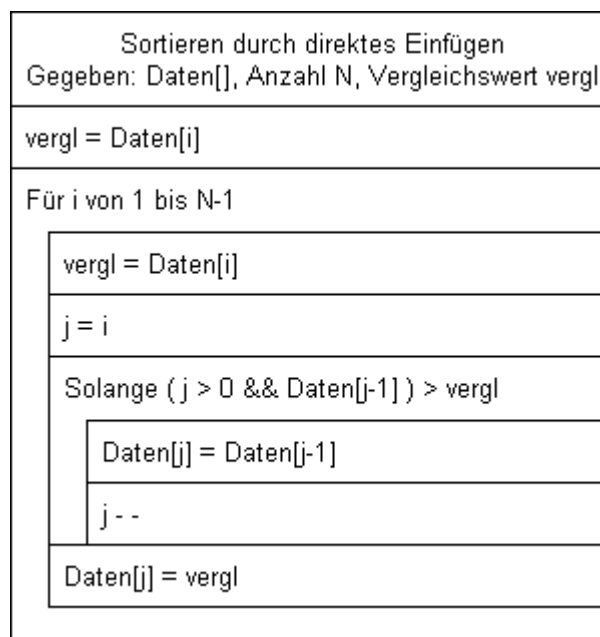 Sortieren durch direktes Einfügen
Gegeben: Daten[], Anzahl N, Vergleichswert vergl
vergl = Daten[i]
Für i von 1 bis N-1
vergl = Daten[i]
j = i
Solange ( j > 0 && Daten[j-1] ) > vergl
Daten[j] = Daten[j-1]
j - -
Daten[j] = vergl